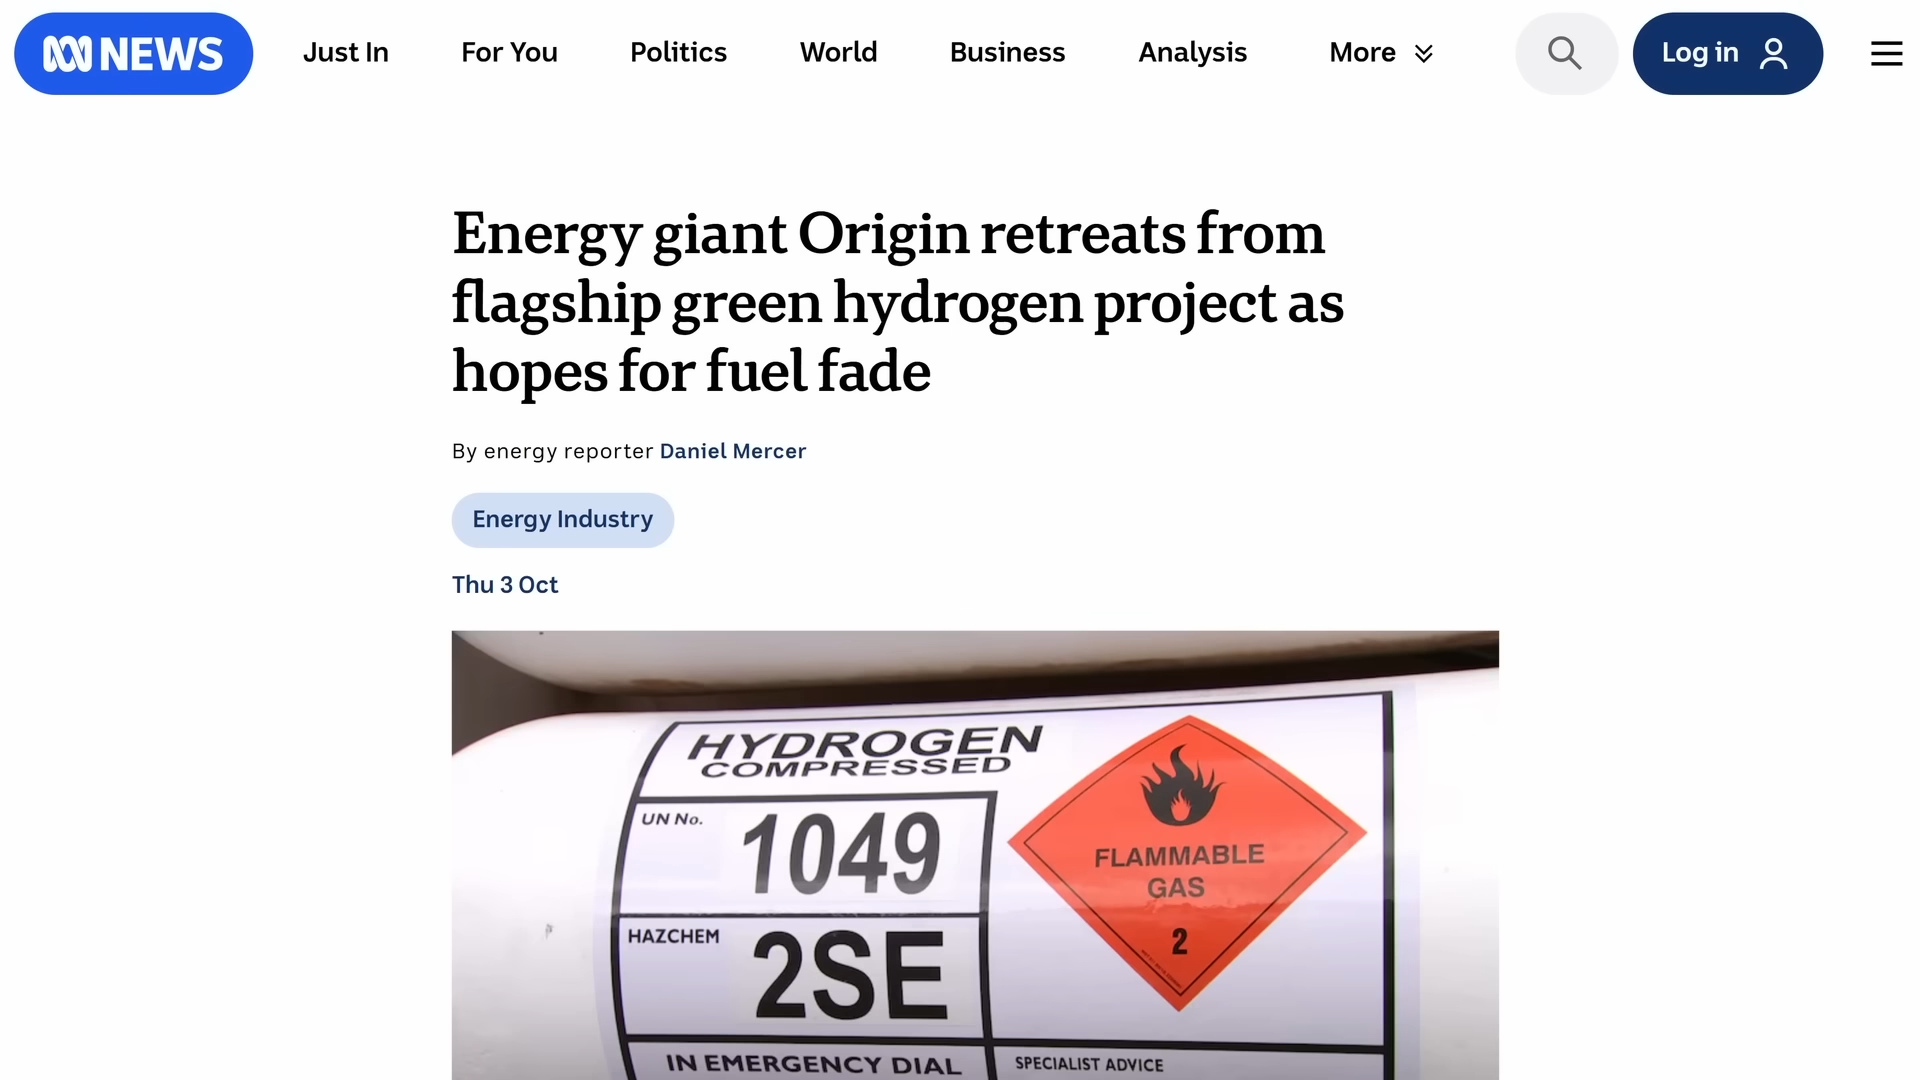 NEWS
Just In
For You
Politics
World
Business
Analysis
More
Log in
Energy giant Origin retreats from
flagship green hydrogen project as
hopes for fuel fade
By energy reporter Daniel Mercer
Energy Industry
Thu 3 Oct
HYDROGEN
COMPRESSED
UN No.
1049
HAZCHEM
2SE
FLAMMABLE
GAS
2
IN EMERGENCY DIAL
SPECIALIST ADVICE